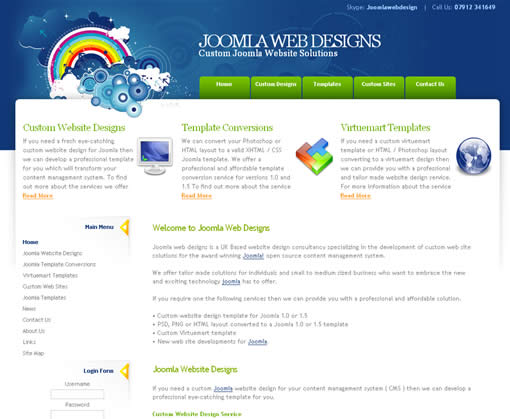 Skype: Joomlawebdesign | Call Us: 07912 341649
JOOMLA WEB DESIGNS
Custom Joomla Website Solutions
Home
Custom Designs
Templates
Custom Sites
Contact Us
Custom Website Designs
If you need a fresh eye-catching,
custom website design for Joomla then
we can develop a professional template
for you which will transform your
content management system. To find
out more about the services we offer
Read More
Template Conversions
We can convert your Photoshop or
HTML layout to a valid XHTML / CSS
Joomla template. We offer a
professional and affordable template
conversion service for versions 1.0 and
1.5 To find out more about the service
Read More
Virtuemart Templates
If you need a custom virtuemart
template or HTML / Photoshop layout
converting to a virtuemart design then
we can provide you with a professional
and tailor made website design service.
For more information about the service
Read More
Main Menu
Home
Joomla Website Designs
Joomla Template Conversions
Virtuemart Templates
Custom Web Sites
Joomla Templates
News
Contact Us
About Us
Links
Site Map
Login Form
Username
Password
Welcome to Joomla Web Designs
Joomla web designs is a UK Based website design consultancy specializing in the development of custom web site
solutions for the award winning Joomla! open source content management system.
We offer tailor made solutions for individuals and small to medium sized business who want to embrace the new
and exciting technology Joomla has to offer.
If you require one the following services then we can provide you with a professional and affordable solution.
• Custom website design template for Joomla 1.0 or 1.5
• PSD, PNG or HTML layout converted to a Joomla 1.0 or 1.5 template
• Custom Virtuemart template
• New web site developments for Joomla.
Joomla Website Designs
If you need a custom Joomla website design for your content management system ( CMS ) then we can develop a
professional eye-catching template for you.
Custom Website Design Service